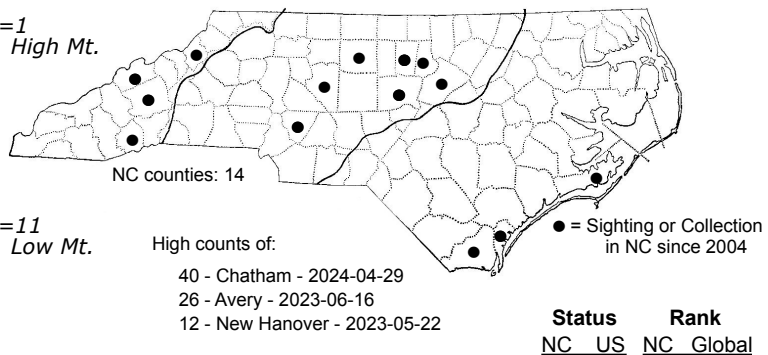 =1
High Mt.
NC counties: 14
=11
Low Mt.
High counts of:
40 - Chatham - 2024-04-29
26 - Avery - 2023-06-16
12 - New Hanover - 2023-05-22
● = Sighting or Collection
in NC since 2004
Status Rank
NC US NC Global